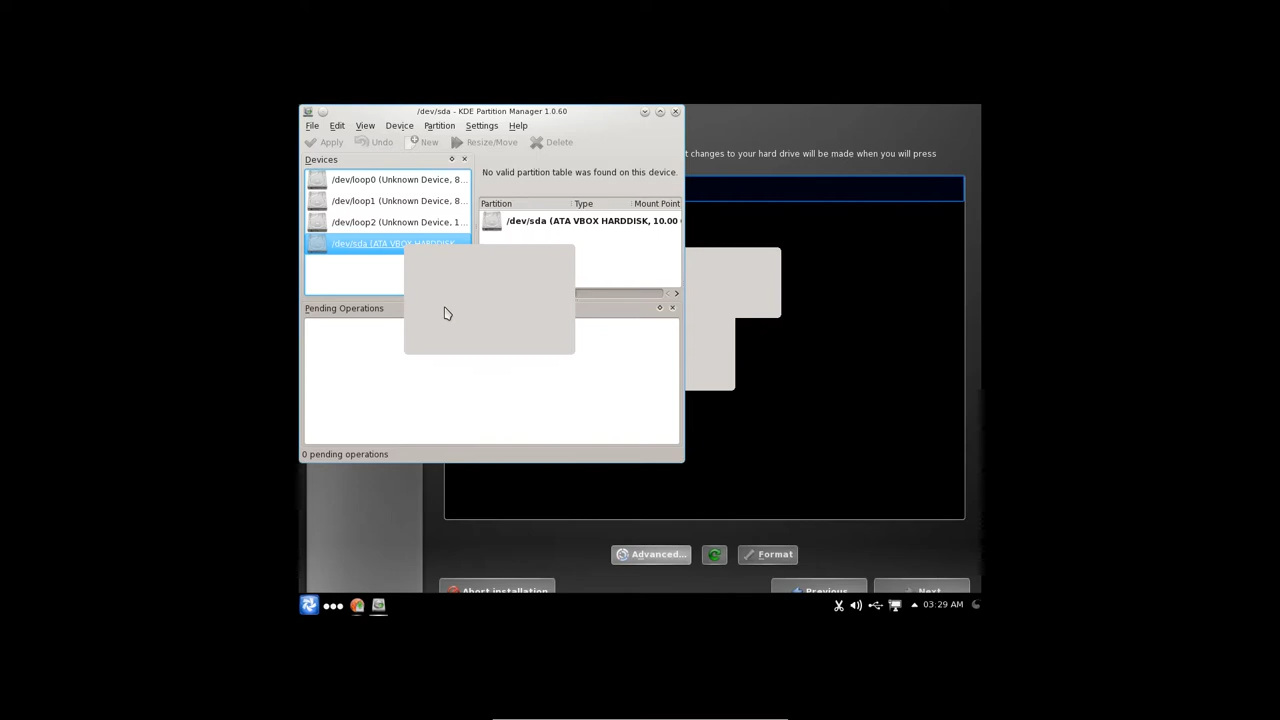 /dev/sda - KDE Partition Manager 1.0.60
File Edit View Device Partition Settings Help
Apply Undo New Resize/Move Delete
Devices
/dev/loop0 (Unknown Device, 8...
/dev/loop1 (Unknown Device, 8...
/dev/loop2 (Unknown Device, 1...
/dev/sda (ATA VBOX HARDDISK
No valid partition table was found on this device.
Partition Type Mount Point
/dev/sda (ATA VBOX HARDDISK, 10.00
Pending Operations
0 pending operations
t changes to your hard drive will be made when you will press
Advanced... Format
Abort installation Previous Next
03:29 AM